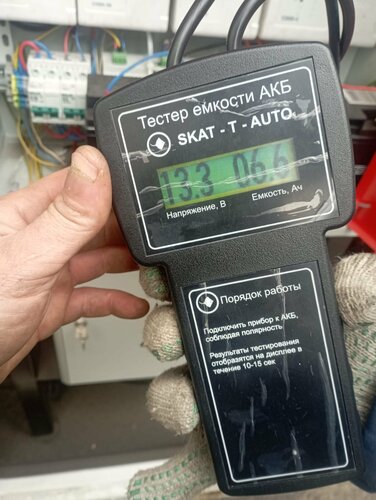 Тестер емкости АКБ
SKAT - T - AUTO
13.3 06.6
Напряжение, В Емкость, Ач
Порядок работы
Подключить прибор к АКБ,
соблюдая полярность
Результаты тестирования
отобразятся на дисплее в
течение 10-15 сек